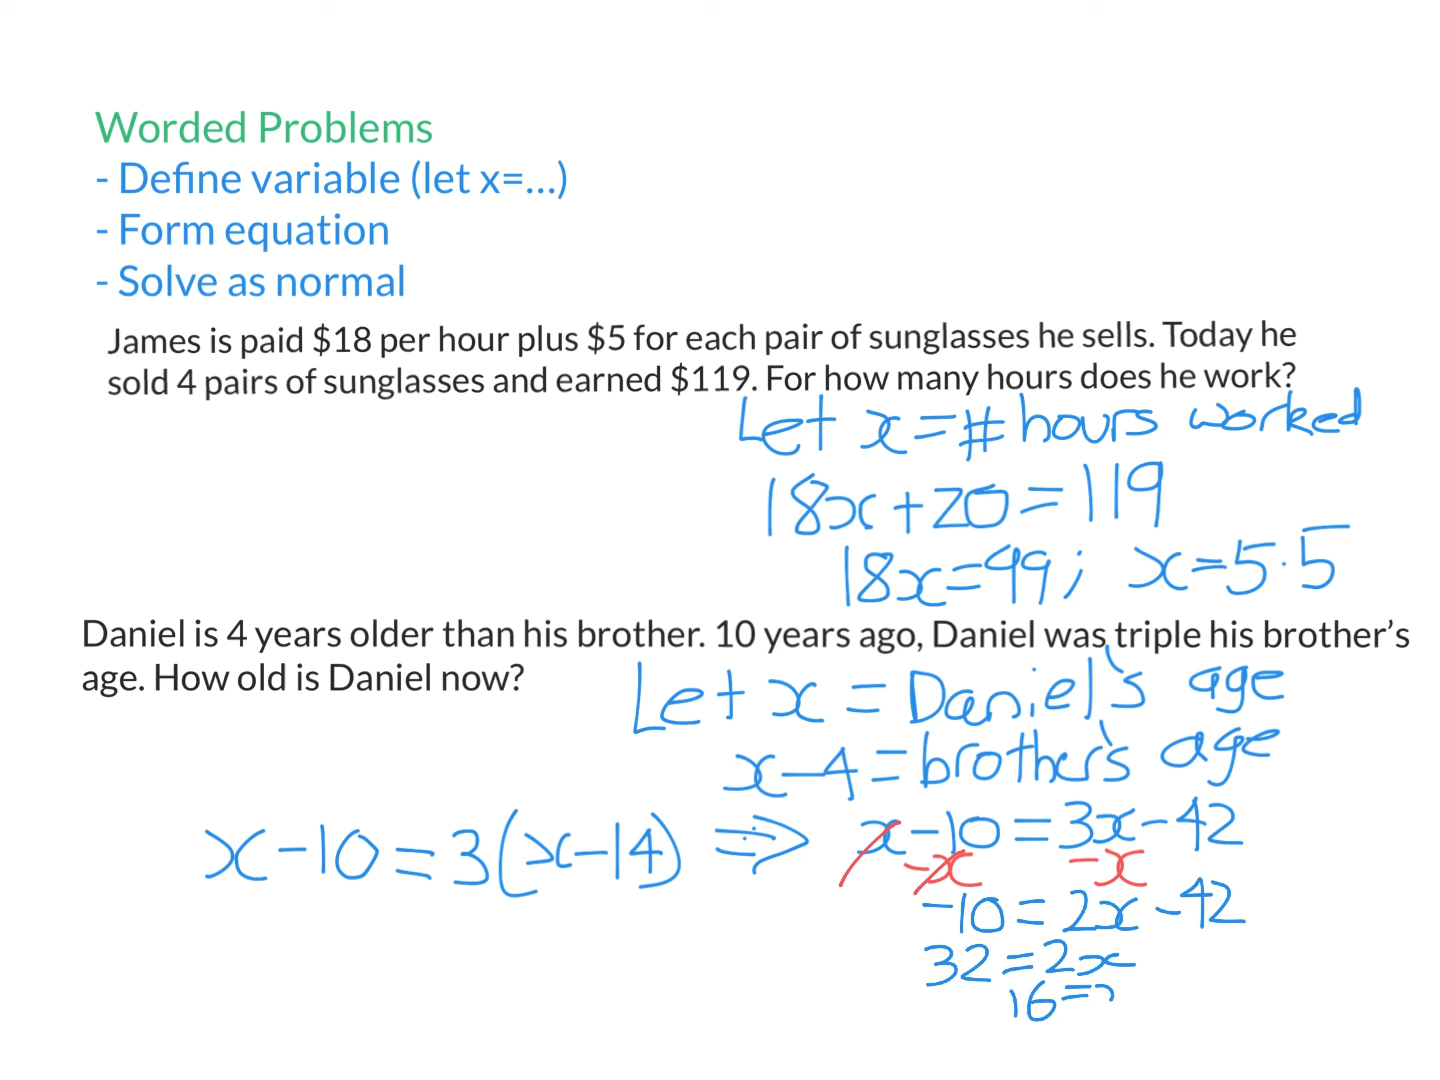 Worded Problems
- Define variable (let x=...)
- Form equation
- Solve as normal
James is paid $18 per hour plus $5 for each pair of sunglasses he sells. Today he
sold 4 pairs of sunglasses and earned $119. For how many hours does he work?
Let x = # hours worked
18x + 20 = 119
18x = 99; x = 5.5
Daniel is 4 years older than his brother. 10 years ago, Daniel was triple his brother's
age. How old is Daniel now?
Let x = Daniel's age
x - 4 = brother's age
x - 10 = 3(x - 14) ⇒ x - 10 = 3x - 42
-x -x
-10 = 2x - 42
32 = 2x
16 =